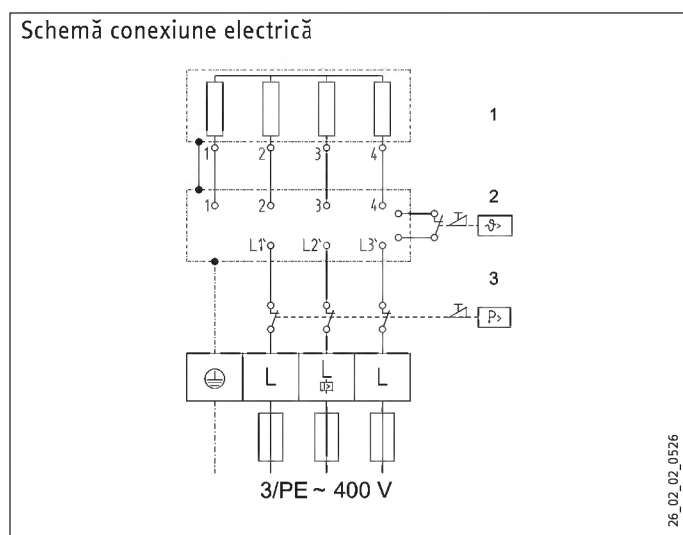 Schemă conexiune electrică
1
1 2 3 4
1 2 3 4
2
ϑ>
L1` L2` L3`
3
P>
L L L
3/PE ~ 400 V
26_02_02_0526